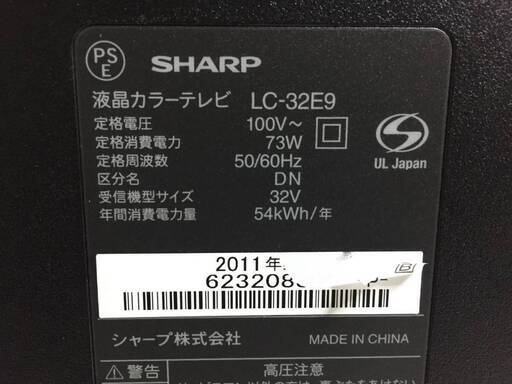 PS
E
SHARP
液晶カラーテレビ LC-32E9
定格電圧 100V～
定格消費電力 73W
定格周波数 50/60Hz
区分名 DN
受信機型サイズ 32V
年間消費電力量 54kWh/年
UL Japan
2011年
シャープ株式会社 MADE IN CHINA
警告 高圧注意